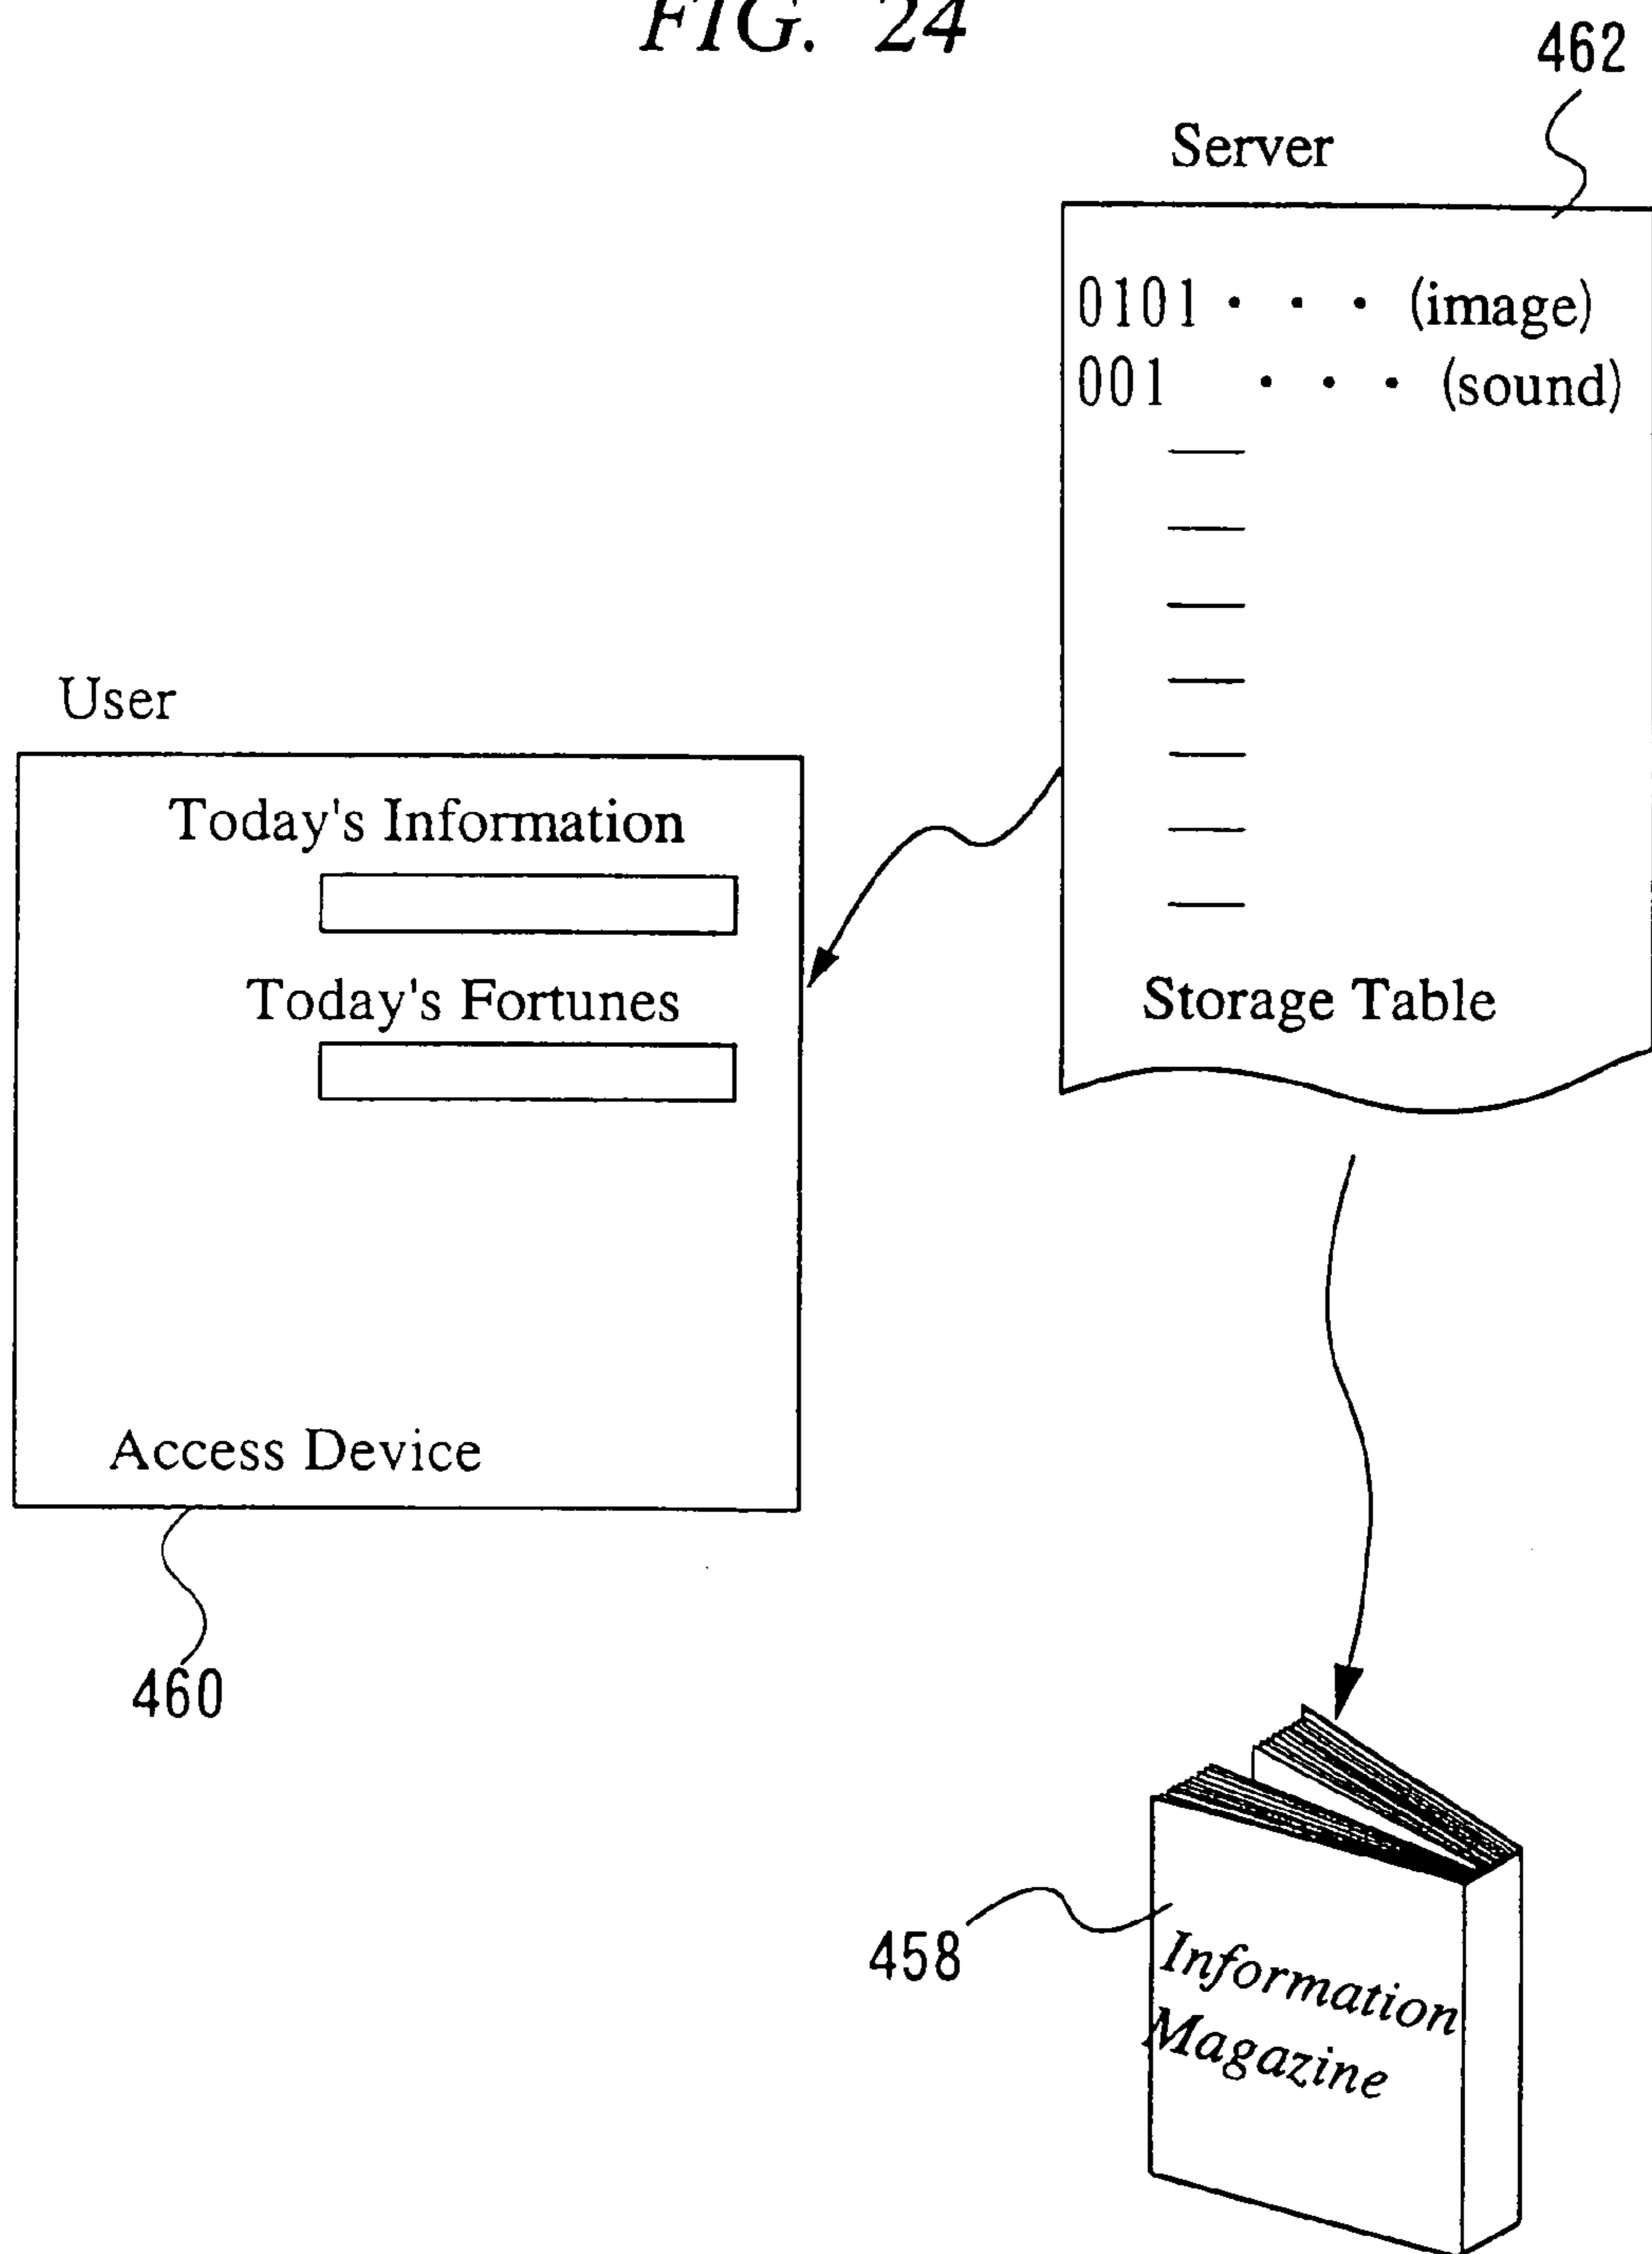 FIG. 24
462
Server
0101 · · · (image)
001 · · · (sound)
Storage Table
User
Today's Information
Today's Fortunes
Access Device
460
458
Information
Magazine